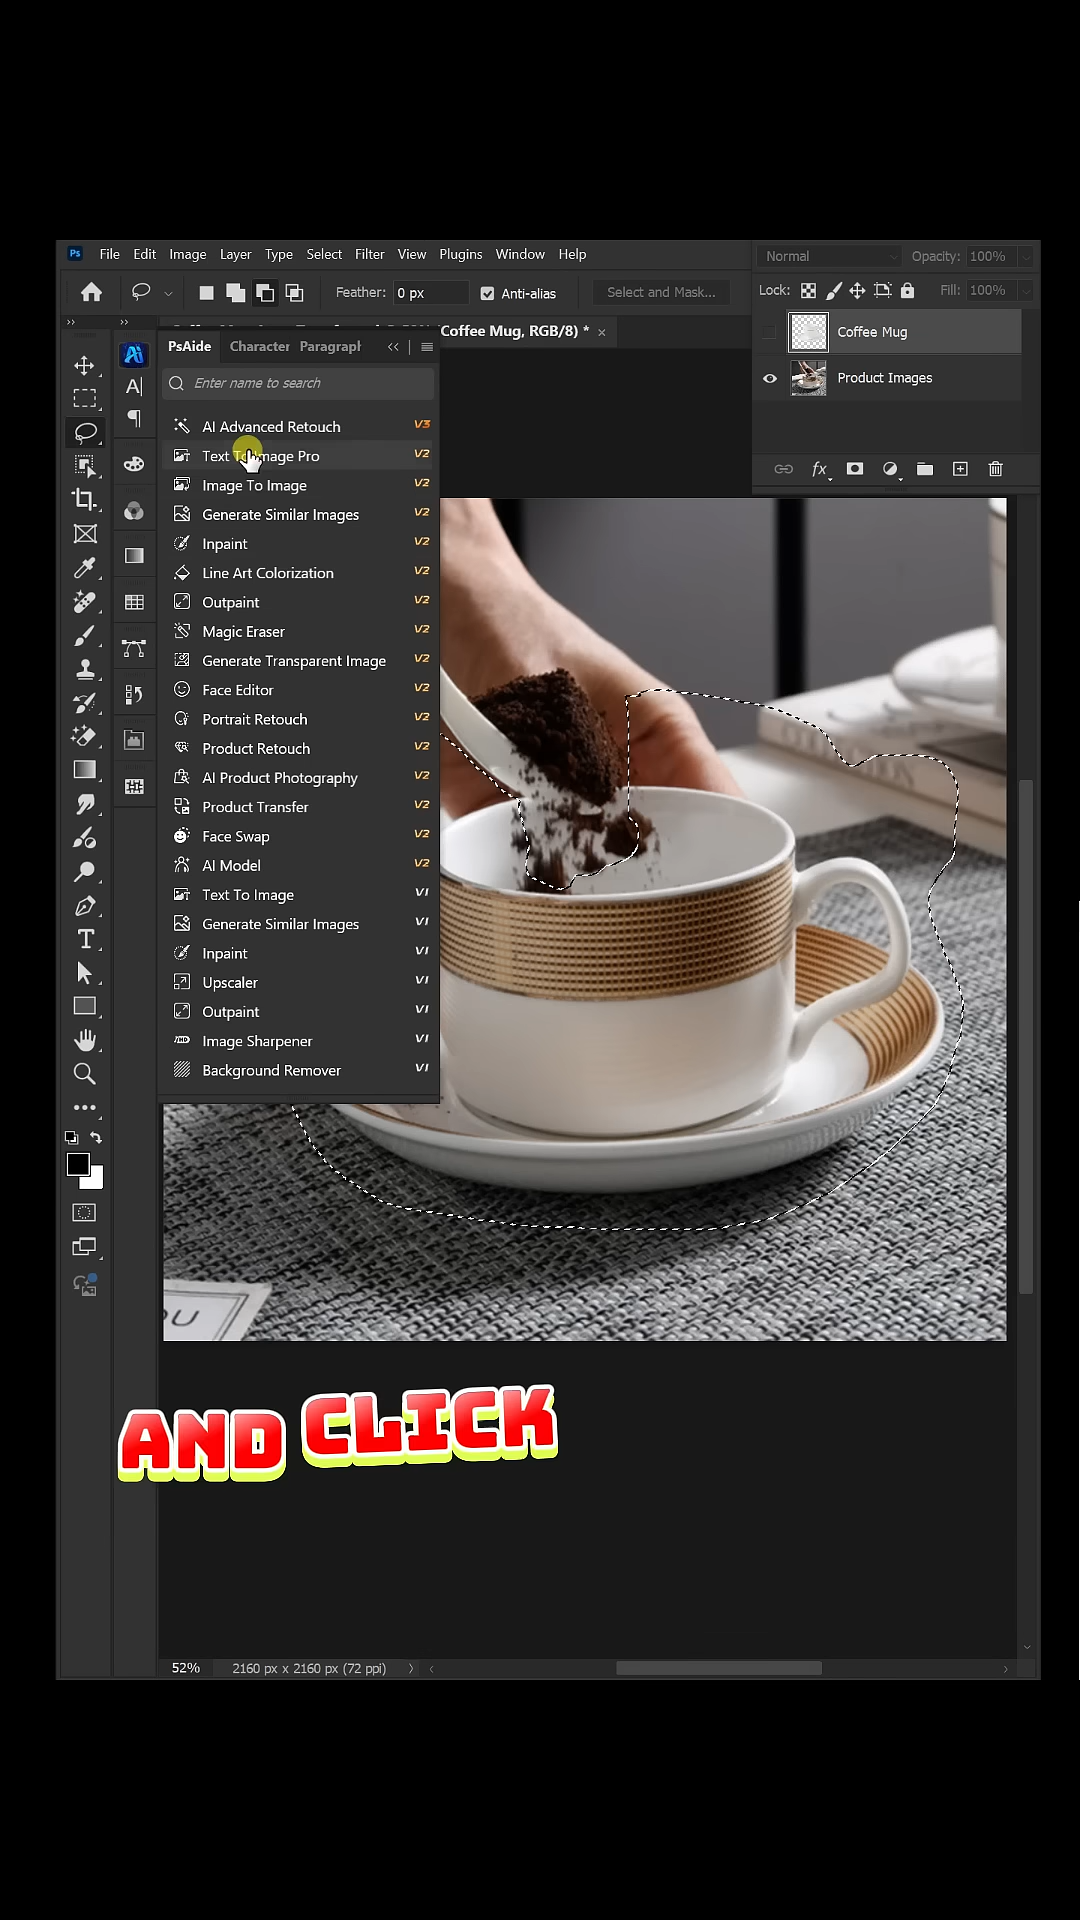 Ps File Edit Image Layer Type Select Filter View Plugins Window Help
Normal Opacity: 100%
Feather: 0 px Anti-alias Select and Mask...
Lock: Fill: 100%
Coffee Mug, RGB/8) * ×
Coffee Mug
Product Images
PsAide Character Paragraph
Enter name to search
AI Advanced Retouch V3
Text To Image Pro V2
Image To Image V2
Generate Similar Images V2
Inpaint V2
Line Art Colorization V2
Outpaint V2
Magic Eraser V2
Generate Transparent Image V2
Face Editor V2
Portrait Retouch V2
Product Retouch V2
AI Product Photography V2
Product Transfer V2
Face Swap V2
AI Model V2
Text To Image V1
Generate Similar Images V1
Inpaint V1
Upscaler V1
Outpaint V1
Image Sharpener V1
Background Remover V1
fx
OU
AND CLICK
52% 2160 px x 2160 px (72 ppi)